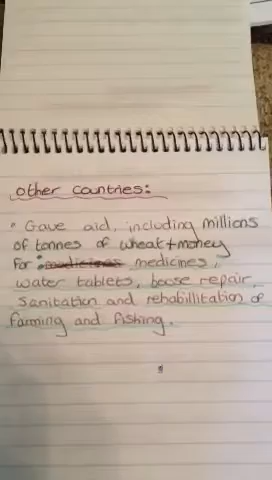 other countries:
• Gave aid, including millions
of tonnes of wheat + money
for : medicines medicines,
water tablets, house repair,
Sanitation and rehabillitation of
farming and fishing.